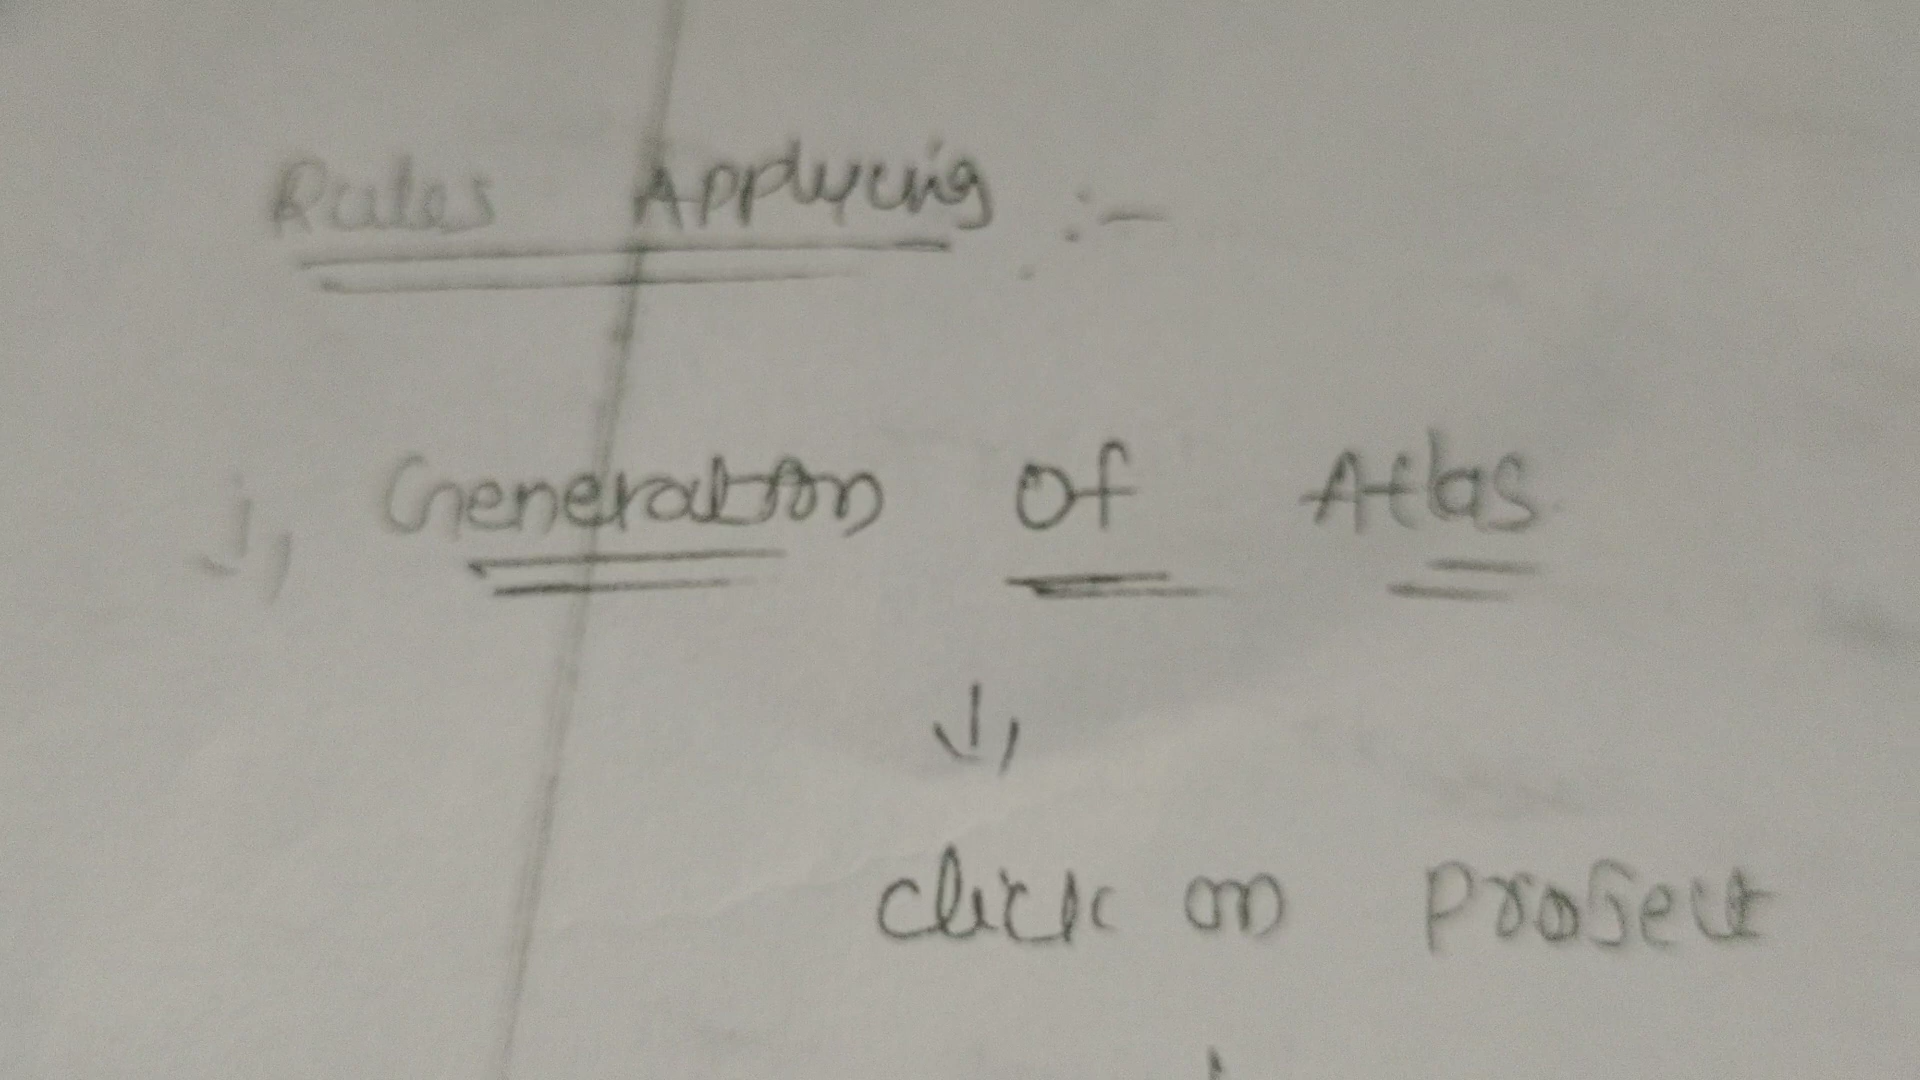 Rules Applying :-
Generation Of Atlas
↓,
click on Project